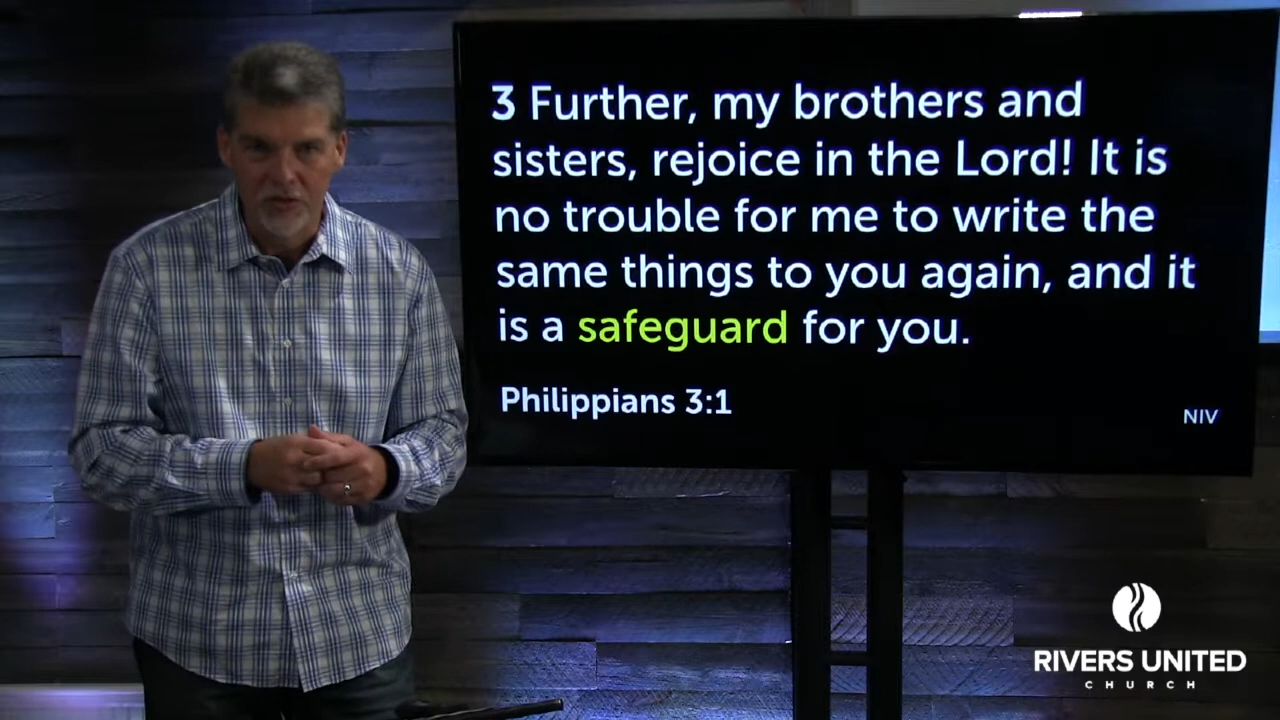 3 Further, my brothers and
sisters, rejoice in the Lord! It is
no trouble for me to write the
same things to you again, and it
is a safeguard for you.
Philippians 3:1
NIV
RIVERS UNITED
CHURCH